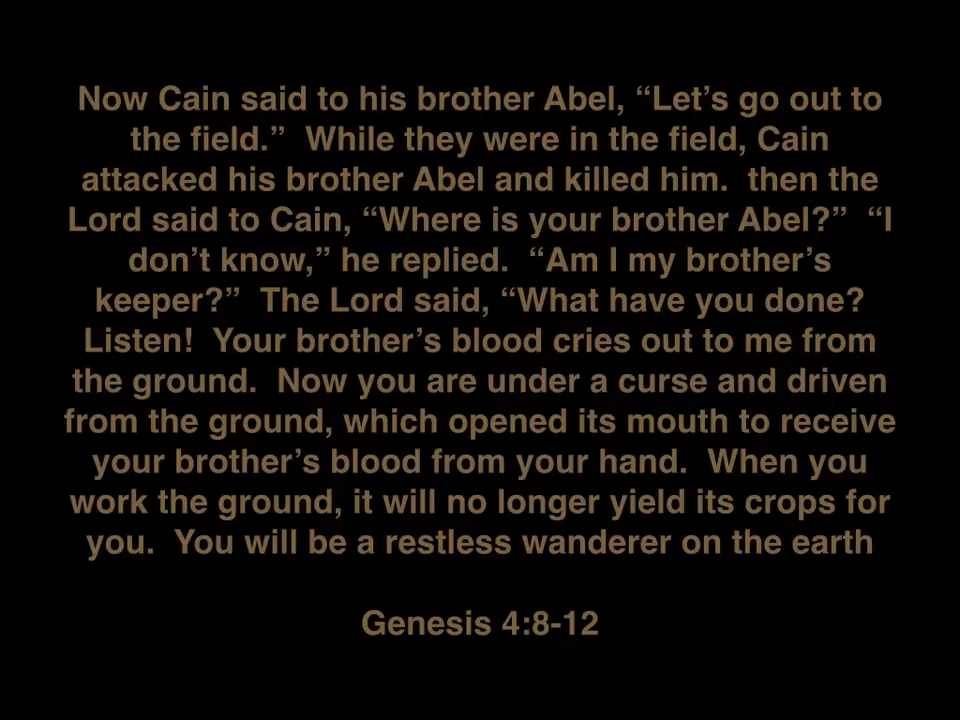 Now Cain said to his brother Abel, “Let’s go out to
the field.”  While they were in the field, Cain
attacked his brother Abel and killed him.  then the
Lord said to Cain, “Where is your brother Abel?”  “I
don’t know,” he replied.  “Am I my brother’s
keeper?”  The Lord said, “What have you done?
Listen!  Your brother’s blood cries out to me from
the ground.  Now you are under a curse and driven
from the ground, which opened its mouth to receive
your brother’s blood from your hand.  When you
work the ground, it will no longer yield its crops for
you.  You will be a restless wanderer on the earth
Genesis 4:8-12